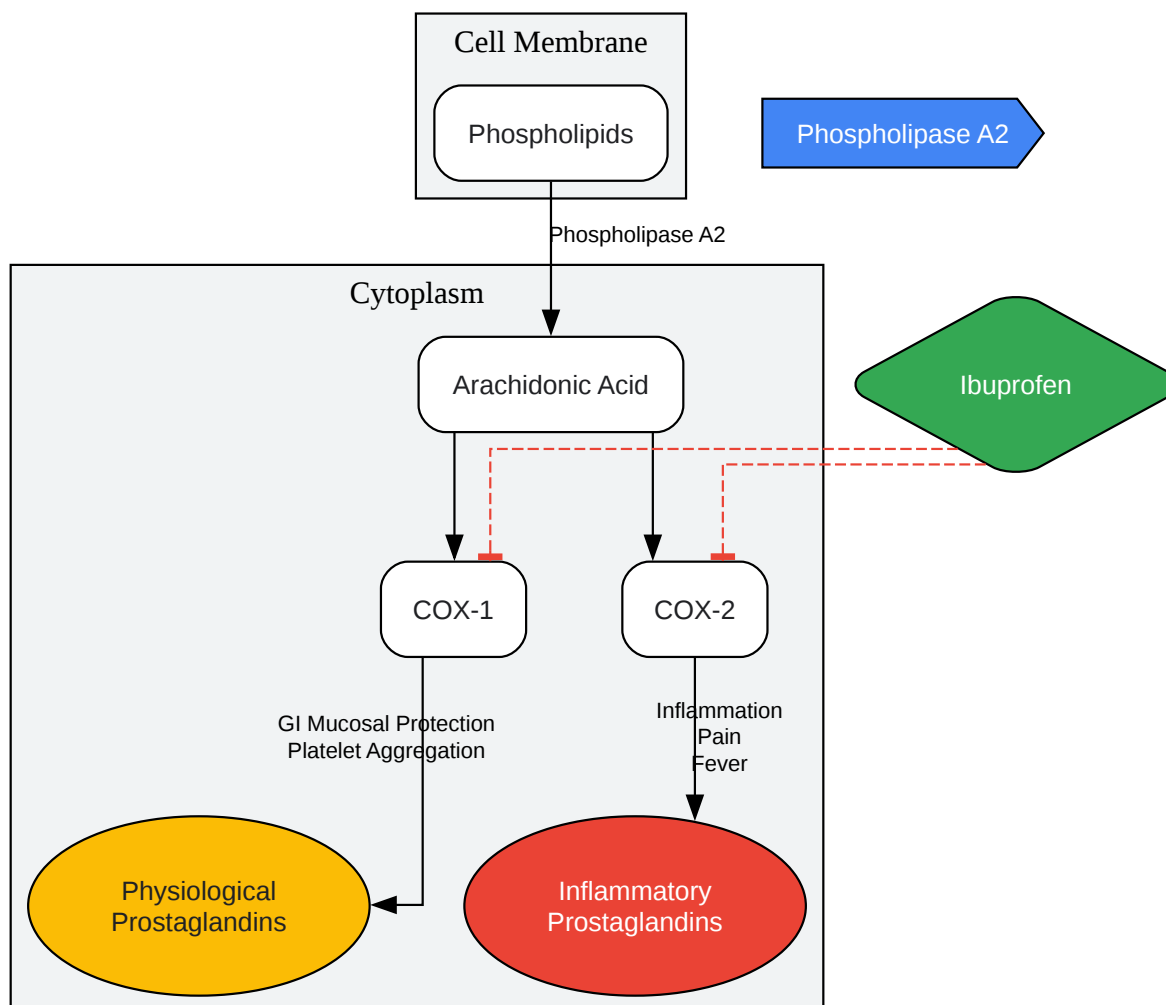 Cell Membrane
Phospholipids
Phospholipase A2
Phospholipase A2
Cytoplasm
Arachidonic Acid
Ibuprofen
COX-1
COX-2
GI Mucosal Protection
Platelet Aggregation
Inflammation
Pain
Fever
Physiological
Prostaglandins
Inflammatory
Prostaglandins